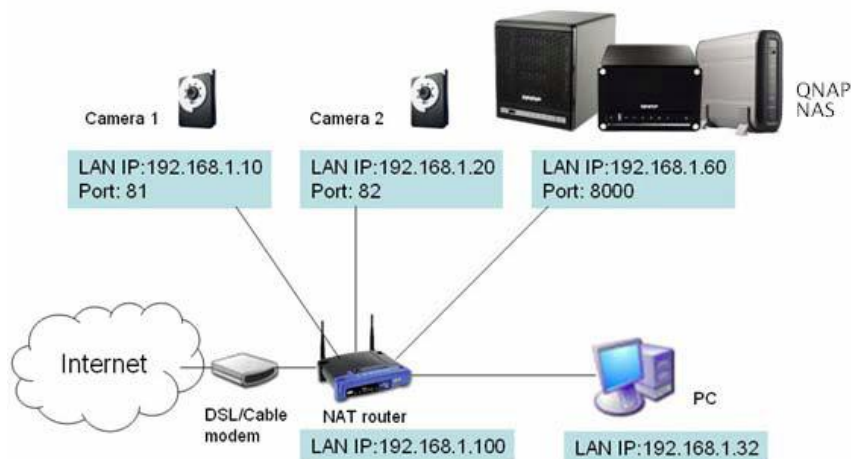 QNAP
NAS
QNAP
Camera 1
Camera 2
LAN IP:192.168.1.10
Port: 81
LAN IP:192.168.1.20
Port: 82
LAN IP:192.168.1.60
Port: 8000
Internet
DSL/Cable
modem
NAT router
PC
LAN IP:192.168.1.100
LAN IP:192.168.1.32